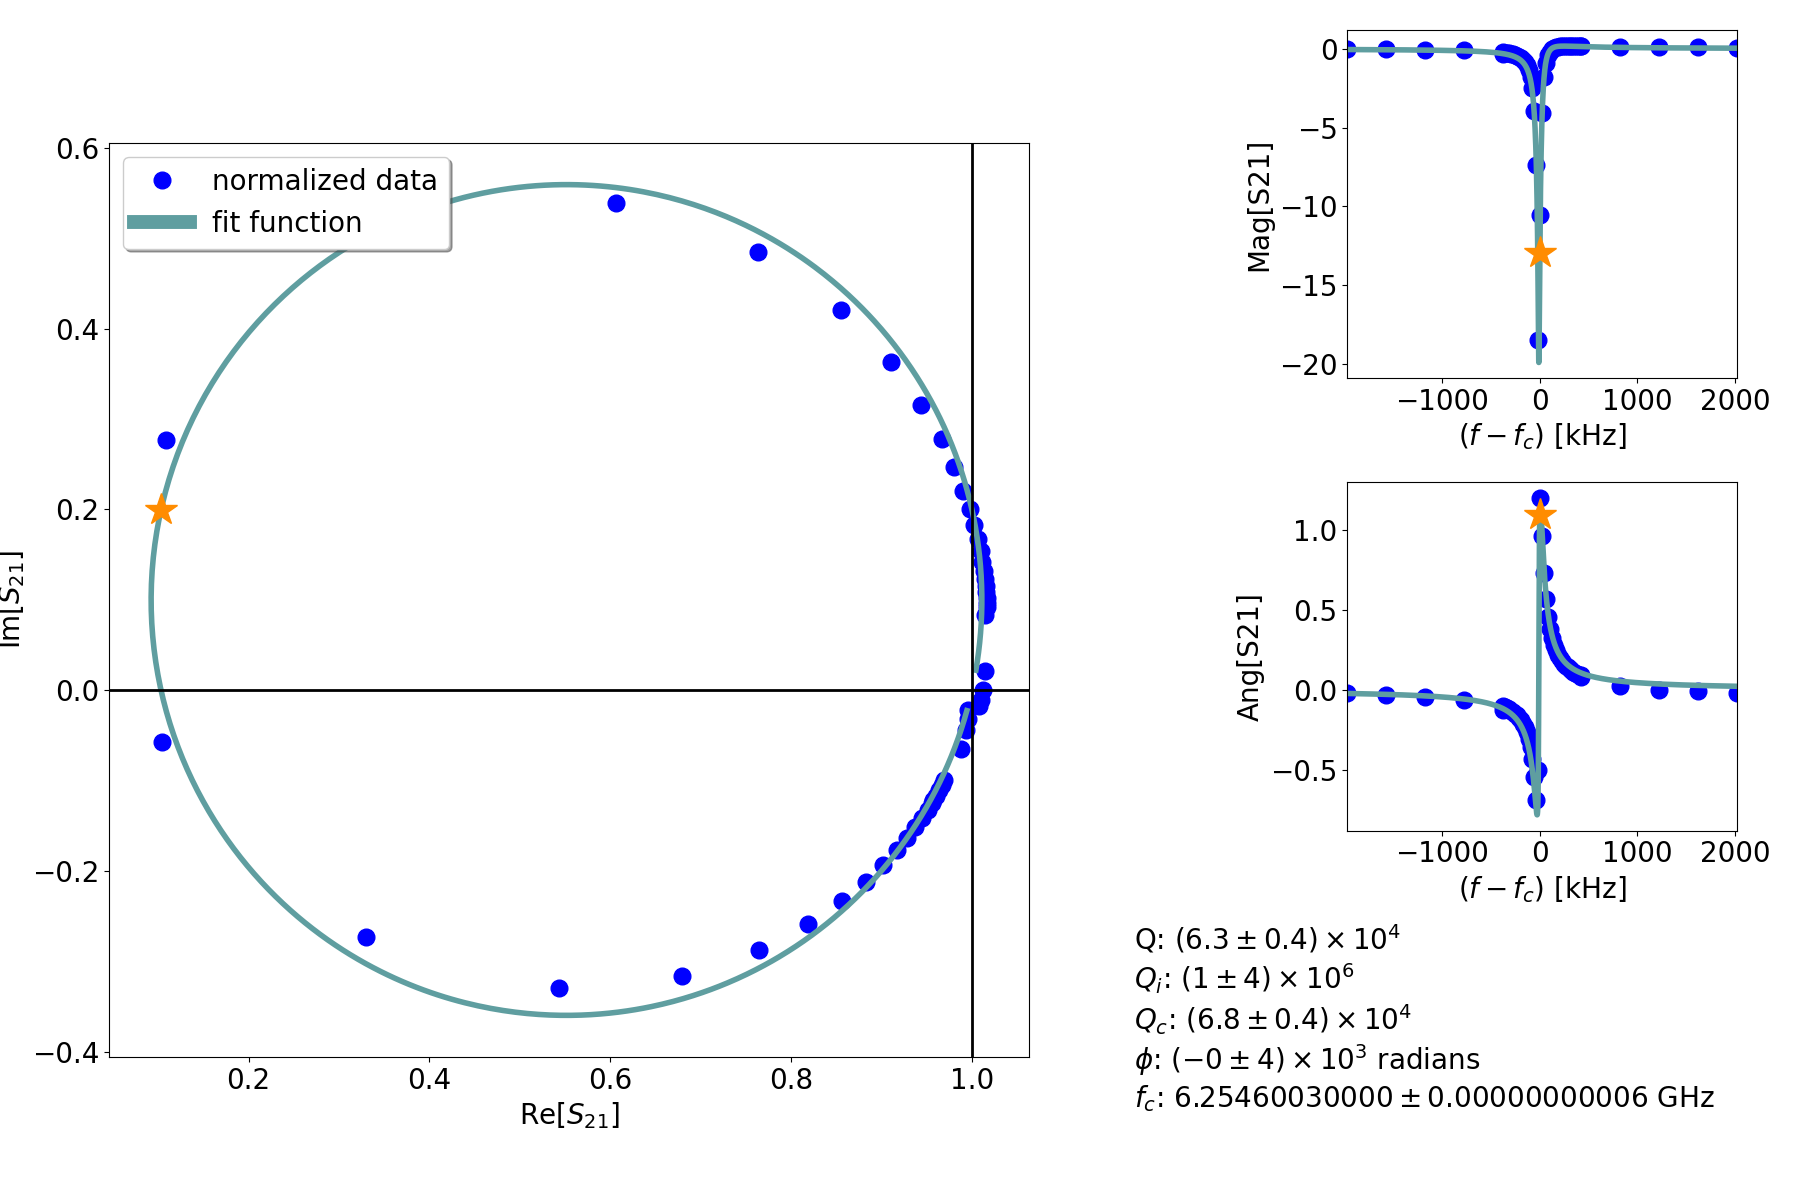 normalized data
fit function
0.6
0.4
0.2
0.0
−0.2
−0.4
Im[S21]
0.2
0.4
0.6
0.8
1.0
Re[S21]
0
−5
−10
−15
−20
Mag[S21]
−1000
0
1000
2000
(f − fc) [kHz]
1.0
0.5
0.0
−0.5
Ang[S21]
−1000
0
1000
2000
(f − fc) [kHz]
Q: (6.3 ± 0.4) × 10^4
Qi: (1 ± 4) × 10^6
Qc: (6.8 ± 0.4) × 10^4
ϕ: (−0 ± 4) × 10^3 radians
fc: 6.25460030000 ± 0.00000000006 GHz